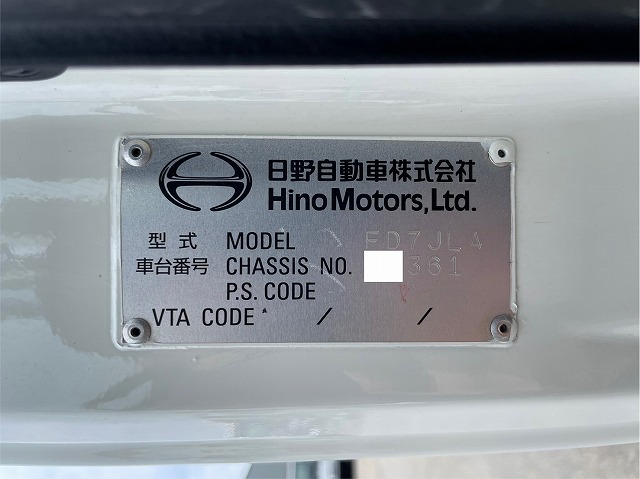 日野自動車株式会社
Hino Motors, Ltd.
型式 MODEL FD7JLA
車台番号 CHASSIS NO. 361
P.S. CODE
VTA CODE * / /